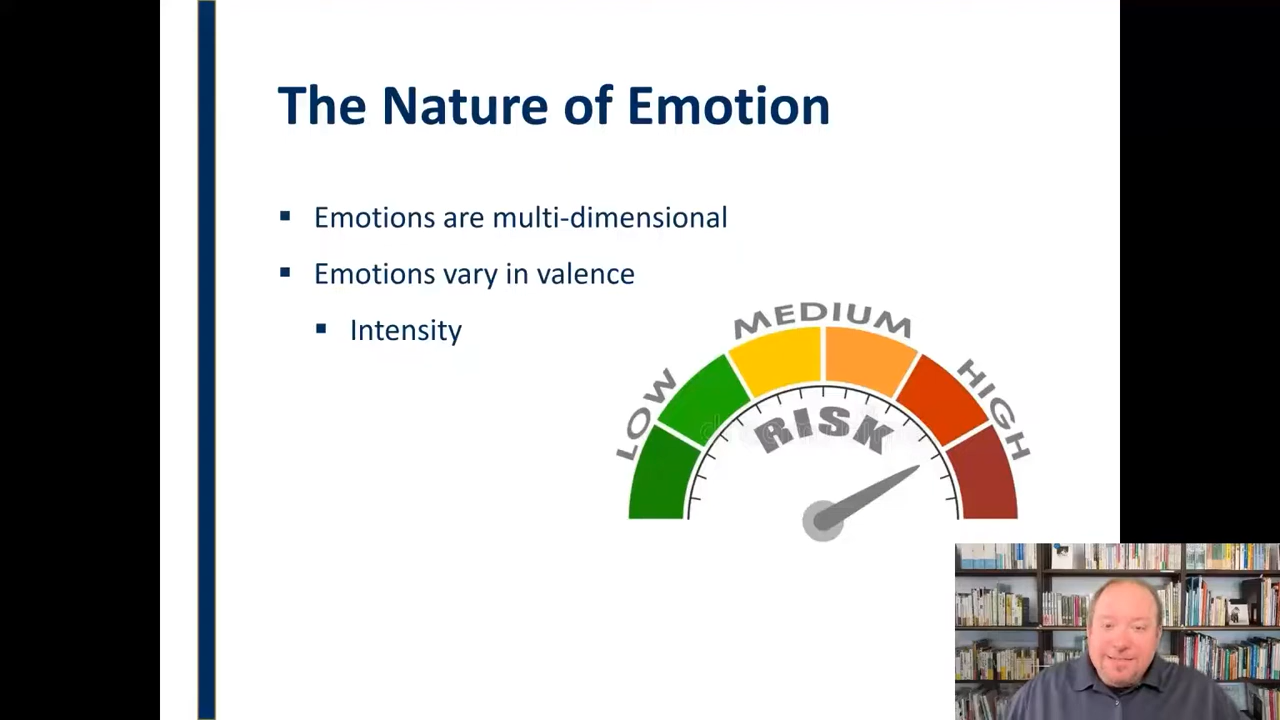 The Nature of Emotion
Emotions are multi-dimensional
Emotions vary in valence
Intensity
LOW
MEDIUM
HIGH
RISK